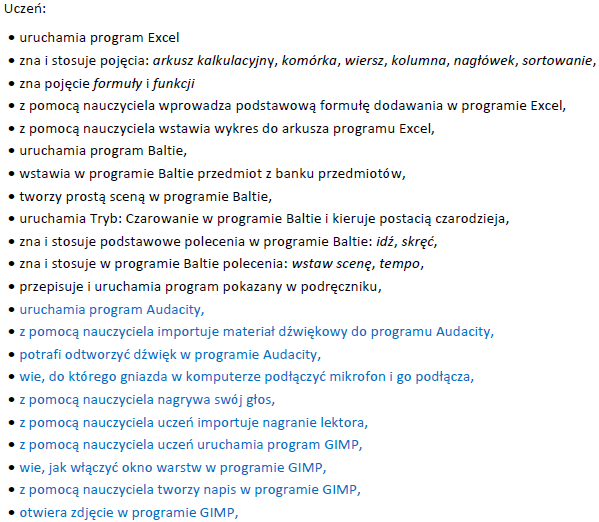 Uczeń:
• uruchamia program Excel
• zna i stosuje pojęcia: arkusz kalkulacyjny, komórka, wiersz, kolumna, nagłówek, sortowanie,
• zna pojęcie formuły i funkcji
• z pomocą nauczyciela wprowadza podstawową formułę dodawania w programie Excel,
• z pomocą nauczyciela wstawia wykres do arkusza programu Excel,
• uruchamia program Baltie,
• wstawia w programie Baltie przedmiot z banku przedmiotów,
• tworzy prostą sceną w programie Baltie,
• uruchamia Tryb: Czarowanie w programie Baltie i kieruje postacią czarodzieja,
• zna i stosuje podstawowe polecenia w programie Baltie: idź, skręć,
• zna i stosuje w programie Baltie polecenia: wstaw scenę, tempo,
• przepisuje i uruchamia program pokazany w podręczniku,
• uruchamia program Audacity,
• z pomocą nauczyciela importuje materiał dźwiękowy do programu Audacity,
• potrafi odtworzyć dźwięk w programie Audacity,
• wie, do którego gniazda w komputerze podłączyć mikrofon i go podłącza,
• z pomocą nauczyciela nagrywa swój głos,
• z pomocą nauczyciela uczeń importuje nagranie lektora,
• z pomocą nauczyciela uczeń uruchamia program GIMP,
• wie, jak włączyć okno warstw w programie GIMP,
• z pomocą nauczyciela tworzy napis w programie GIMP,
• otwiera zdjęcie w programie GIMP,